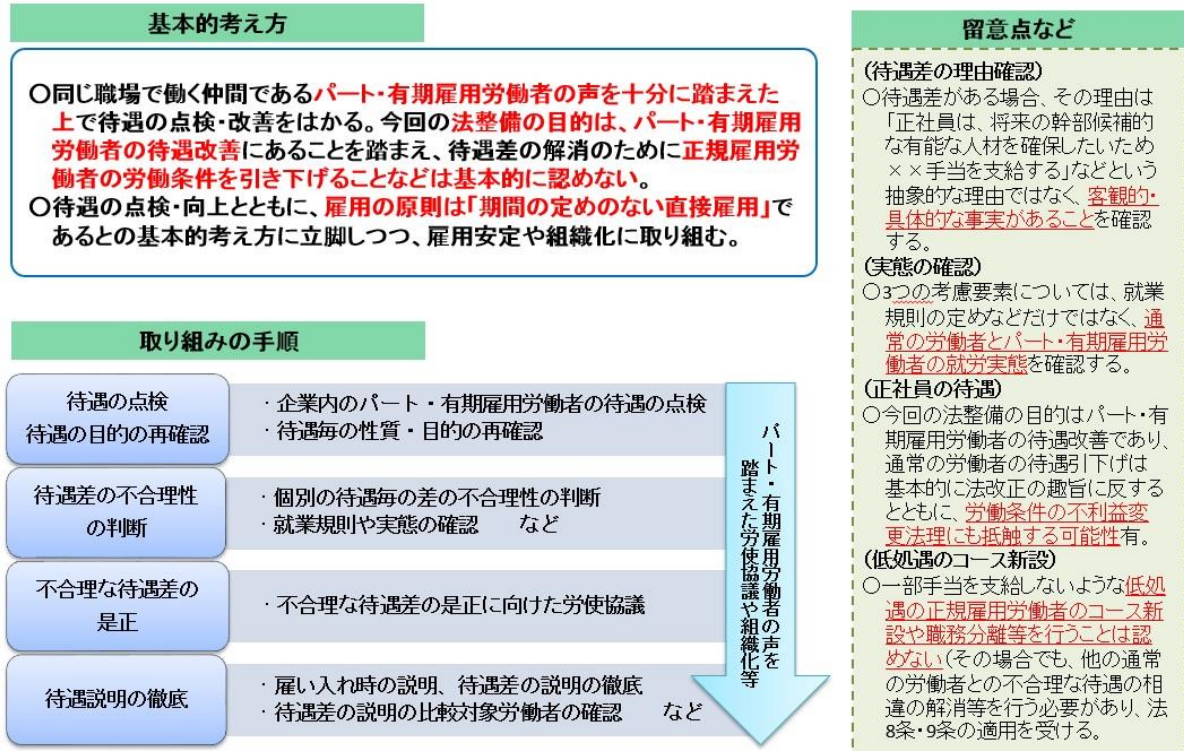 基本的考え方
〇同じ職場で働く仲間であるパート・有期雇用労働者の声を十分に踏まえた
上で待遇の点検・改善をはかる。今回の法整備の目的は、パート・有期雇用
労働者の待遇改善にあることを踏まえ、待遇差の解消のために正規雇用労
働者の労働条件を引き下げることなどは基本的に認めない。
〇待遇の点検・向上とともに、雇用の原則は「期間の定めのない直接雇用」で
あるとの基本的考え方に立脚しつつ、雇用安定や組織化に取り組む。
取り組みの手順
待遇の点検
待遇の目的の再確認
・企業内のパート・有期雇用労働者の待遇の点検
・待遇毎の性質・目的の再確認
待遇差の不合理性
の判断
・個別の待遇毎の差の不合理性の判断
・就業規則や実態の確認　など
不合理な待遇差の
是正
・不合理な待遇差の是正に向けた労使協議
待遇説明の徹底
・雇い入れ時の説明、待遇差の説明の徹底
・待遇差の説明の比較対象労働者の確認　など
パート・有期雇用労働者の声を
踏まえた労使協議や組織化等
留意点など
(待遇差の理由確認)
〇待遇差がある場合、その理由は
「正社員は、将来の幹部候補的
な有能な人材を確保したいため
××手当を支給する」などという
抽象的な理由ではなく、客観的・
具体的な事実があることを確認
する。
(実態の確認)
〇3つの考慮要素については、就業
規則の定めなどだけではなく、通
常の労働者とパート・有期雇用労
働者の就労実態を確認する。
(正社員の待遇)
〇今回の法整備の目的はパート・有
期雇用労働者の待遇改善であり、
通常の労働者の待遇引下げは
基本的に法改正の趣旨に反する
とともに、労働条件の不利益変
更法理にも抵触する可能性有。
(低処遇のコース新設)
〇一部手当を支給しないような低処
遇の正規雇用労働者のコース新
設や職務分離等を行うことは認
めない(その場合でも、他の通常
の労働者との不合理な待遇の相
違の解消等を行う必要があり、法
8条・9条の適用を受ける。